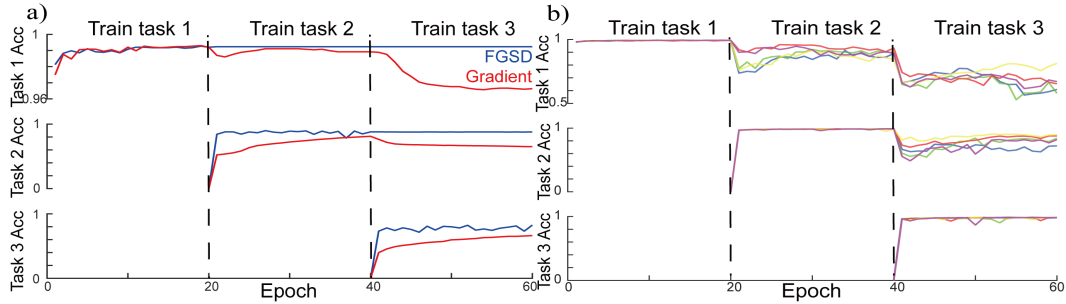 a)
Train task 1 Train task 2 Train task 3
Task 1 Acc
1
0.96
FGSD
Gradient
Task 2 Acc
1
0
Task 3 Acc
1
0
0 20 40 60
Epoch
b)
Train task 1 Train task 2 Train task 3
Task 1 Acc
1
0.5
Task 2 Acc
1
0
Task 3 Acc
1
0
0 20 40 60
Epoch